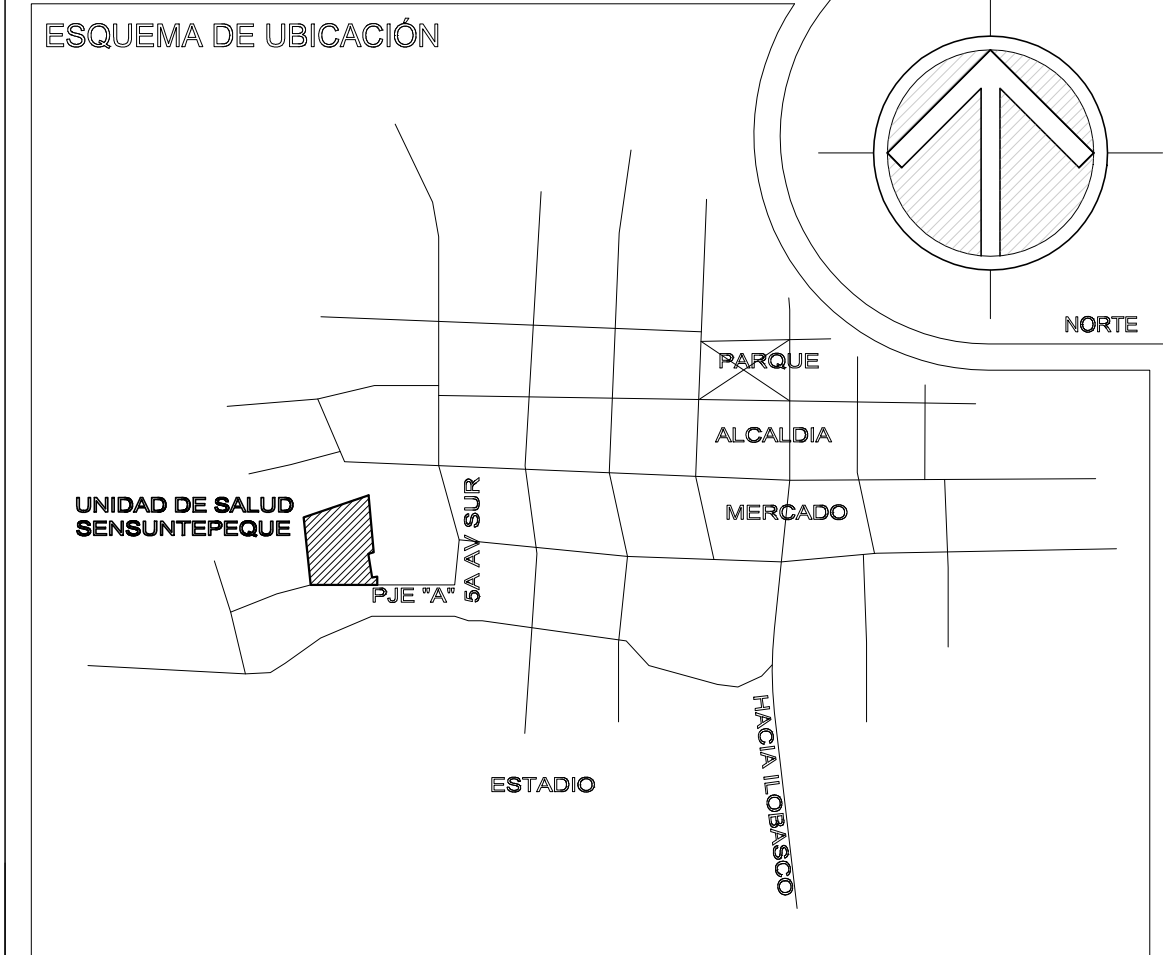 ESQUEMA DE UBICACIÓN
NORTE
PARQUE
ALCALDIA
UNIDAD DE SALUD
SENSUNTEPEQUE
MERCADO
5A AV SUR
PJE "A"
HACIA ILOBASCO
ESTADIO